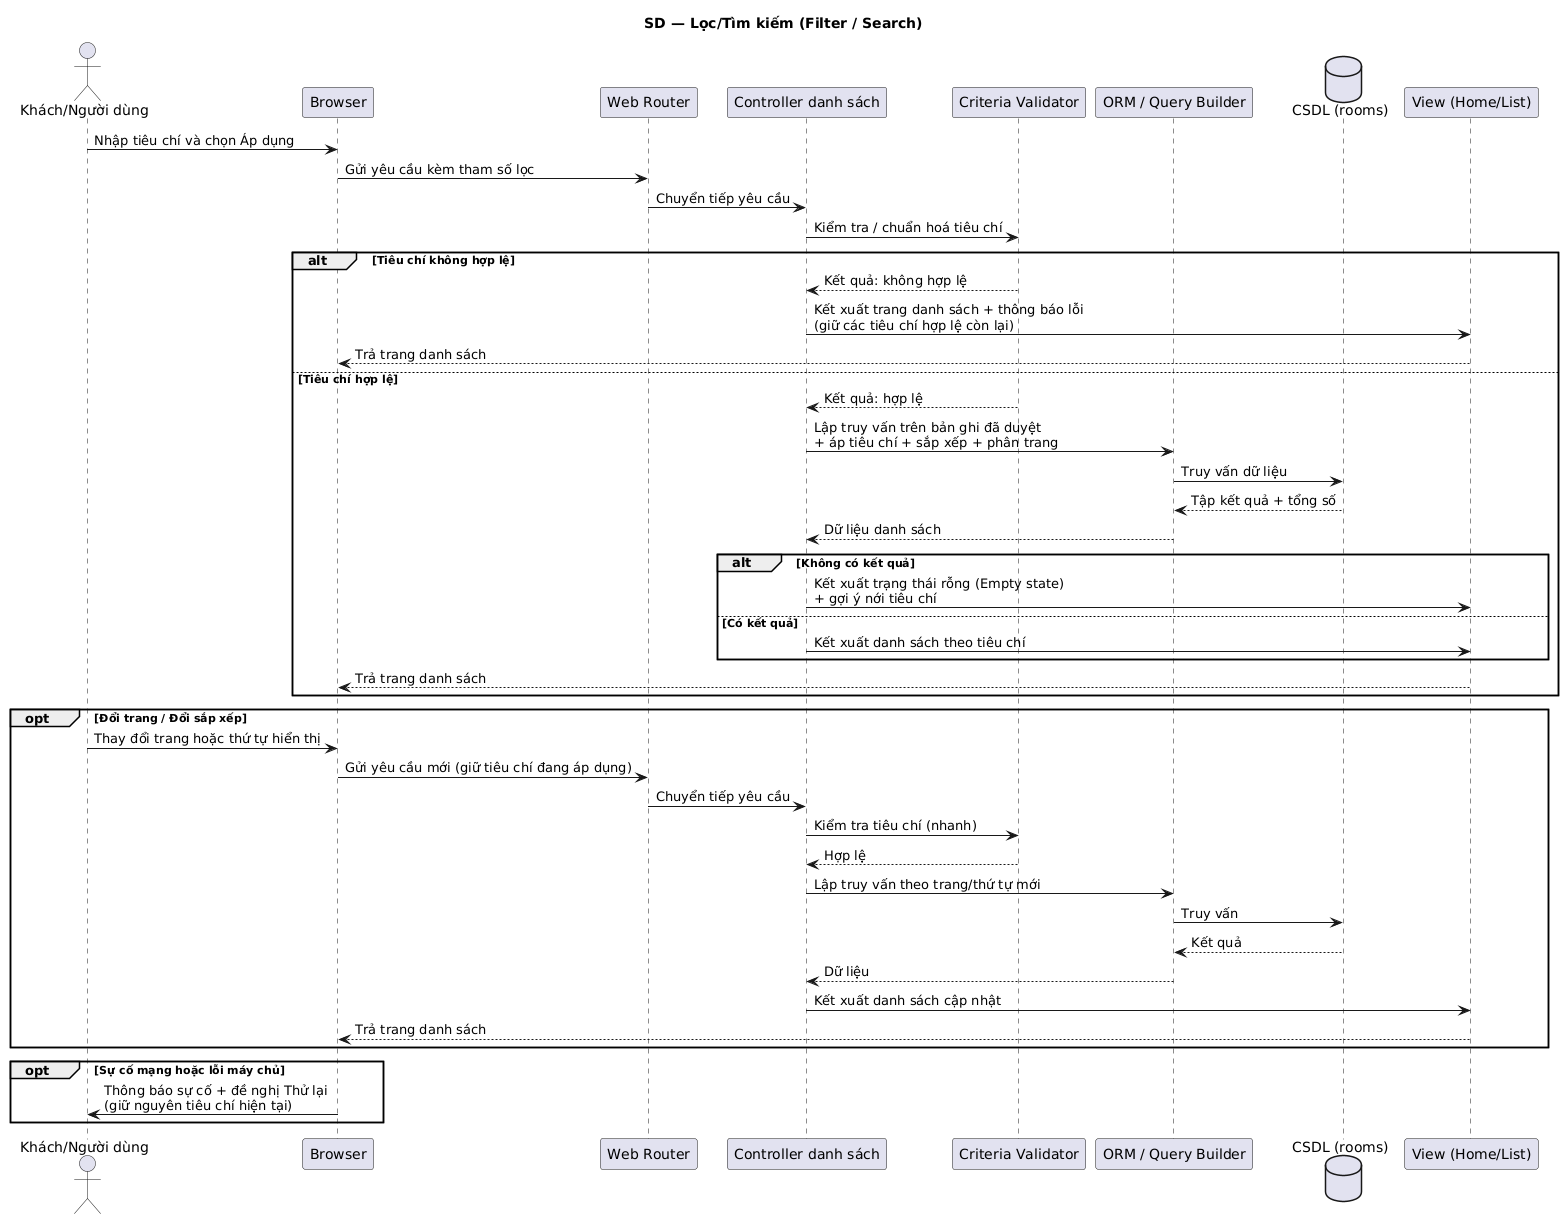 SD — Lọc/Tìm kiếm (Filter / Search)
Khách/Người dùng
Browser
Web Router
Controller danh sách
Criteria Validator
ORM / Query Builder
CSDL (rooms)
View (Home/List)
Nhập tiêu chí và chọn Áp dụng
Gửi yêu cầu kèm tham số lọc
Chuyển tiếp yêu cầu
Kiểm tra / chuẩn hoá tiêu chí
alt
[Tiêu chí không hợp lệ]
Kết quả: không hợp lệ
Kết xuất trang danh sách + thông báo lỗi
(giữ các tiêu chí hợp lệ còn lại)
Trả trang danh sách
[Tiêu chí hợp lệ]
Kết quả: hợp lệ
Lập truy vấn trên bản ghi đã duyệt
+ áp tiêu chí + sắp xếp + phân trang
Truy vấn dữ liệu
Tập kết quả + tổng số
Dữ liệu danh sách
alt
[Không có kết quả]
Kết xuất trạng thái rỗng (Empty state)
+ gợi ý nới tiêu chí
[Có kết quả]
Kết xuất danh sách theo tiêu chí
Trả trang danh sách
opt
[Đổi trang / Đổi sắp xếp]
Thay đổi trang hoặc thứ tự hiển thị
Gửi yêu cầu mới (giữ tiêu chí đang áp dụng)
Chuyển tiếp yêu cầu
Kiểm tra tiêu chí (nhanh)
Hợp lệ
Lập truy vấn theo trang/thứ tự mới
Truy vấn
Kết quả
Dữ liệu
Kết xuất danh sách cập nhật
Trả trang danh sách
opt
[Sự cố mạng hoặc lỗi máy chủ]
Thông báo sự cố + đề nghị Thử lại
(giữ nguyên tiêu chí hiện tại)
Khách/Người dùng
Browser
Web Router
Controller danh sách
Criteria Validator
ORM / Query Builder
CSDL (rooms)
View (Home/List)